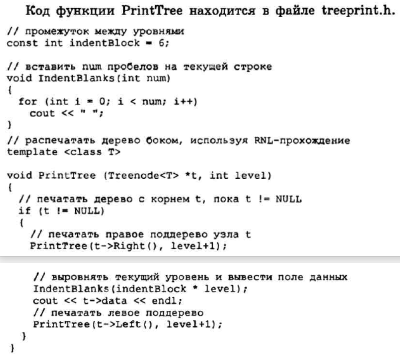 Код функции PrintTree находится в файле treeprint.h.
// промежуток между уровнями
const int indentBlock = 6;
// вставить num пробелов на текущей строке
void IndentBlanks(int num)
{
for (int i = 0; i < num; i++)
cout << " ";
}
// распечатать дерево боком, используя RNL-прохождение
template <class T>
void PrintTree (Treenode<T> *t, int level)
{
// печатать дерево с корнем t, пока t != NULL
if (t != NULL)
{
// печатать правое поддерево узла t
PrintTree(t->Right(), level+1);
// выровнять текущий уровень и вывести поле данных
IndentBlanks(indentBlock * level);
cout << t->data << endl;
// печатать левое поддерево
PrintTree(t->Left(), level+1);
}
}